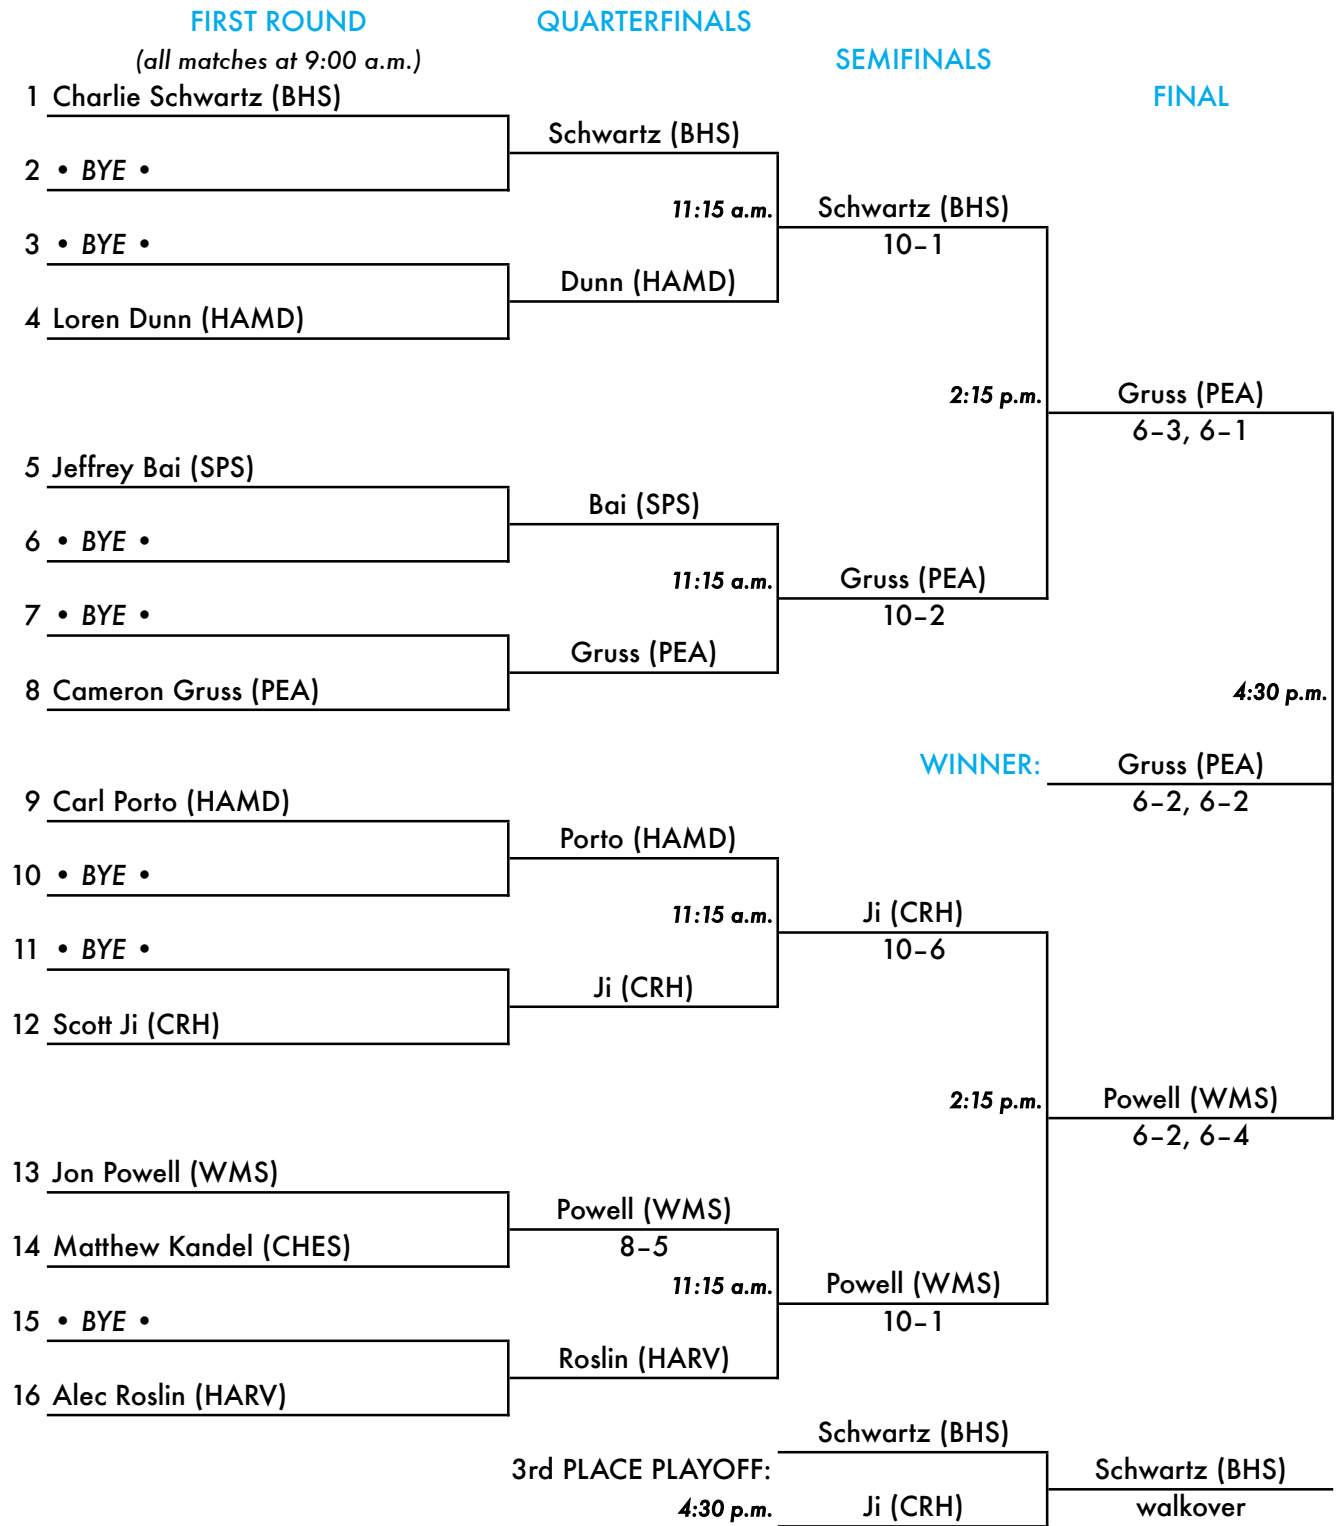 FIRST ROUND
QUARTERFINALS
(all matches at 9:00 a.m.)
SEMIFINALS
1 Charlie Schwartz (BHS)
FINAL
Schwartz (BHS)
2 • BYE •
11:15 a.m.
Schwartz (BHS)
10–1
3 • BYE •
Dunn (HAMD)
4 Loren Dunn (HAMD)
2:15 p.m.
Gruss (PEA)
6–3, 6–1
5 Jeffrey Bai (SPS)
Bai (SPS)
6 • BYE •
11:15 a.m.
Gruss (PEA)
10–2
7 • BYE •
Gruss (PEA)
8 Cameron Gruss (PEA)
4:30 p.m.
WINNER:
Gruss (PEA)
6–2, 6–2
9 Carl Porto (HAMD)
Porto (HAMD)
10 • BYE •
11:15 a.m.
Ji (CRH)
10–6
11 • BYE •
Ji (CRH)
12 Scott Ji (CRH)
2:15 p.m.
Powell (WMS)
6–2, 6–4
13 Jon Powell (WMS)
Powell (WMS)
8–5
14 Matthew Kandel (CHES)
11:15 a.m.
Powell (WMS)
10–1
15 • BYE •
Roslin (HARV)
16 Alec Roslin (HARV)
Schwartz (BHS)
3rd PLACE PLAYOFF:
Schwartz (BHS)
4:30 p.m.
Ji (CRH)
walkover